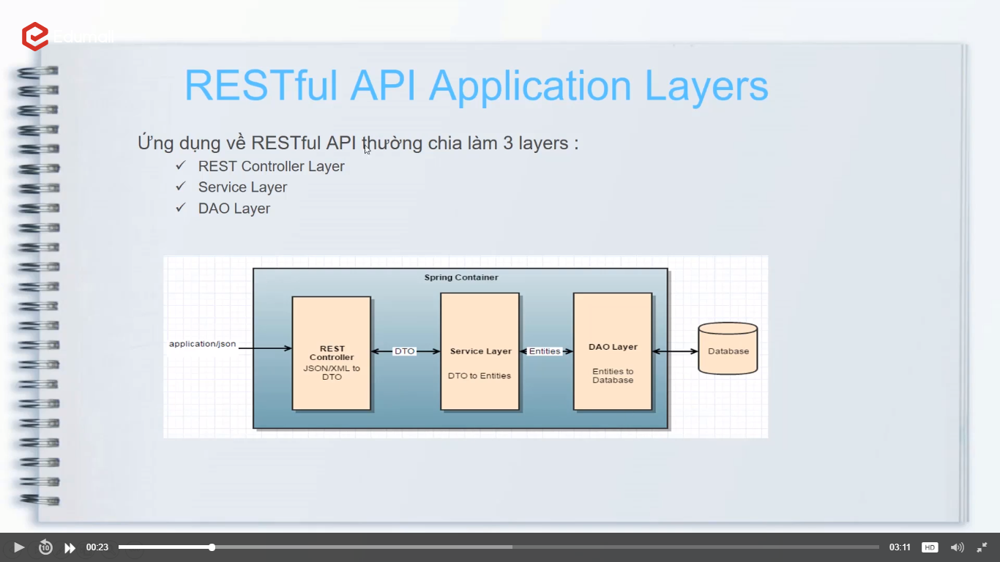 Edumall
RESTful API Application Layers
Ứng dụng về RESTful API thường chia làm 3 layers :
✓ REST Controller Layer
✓ Service Layer
✓ DAO Layer
Spring Container
application/json
REST
Controller
JSON/XML to
DTO
DTO
Service Layer
DTO to Entities
Entities
DAO Layer
Entities to
Database
Database
10
00:23
03:11
HD